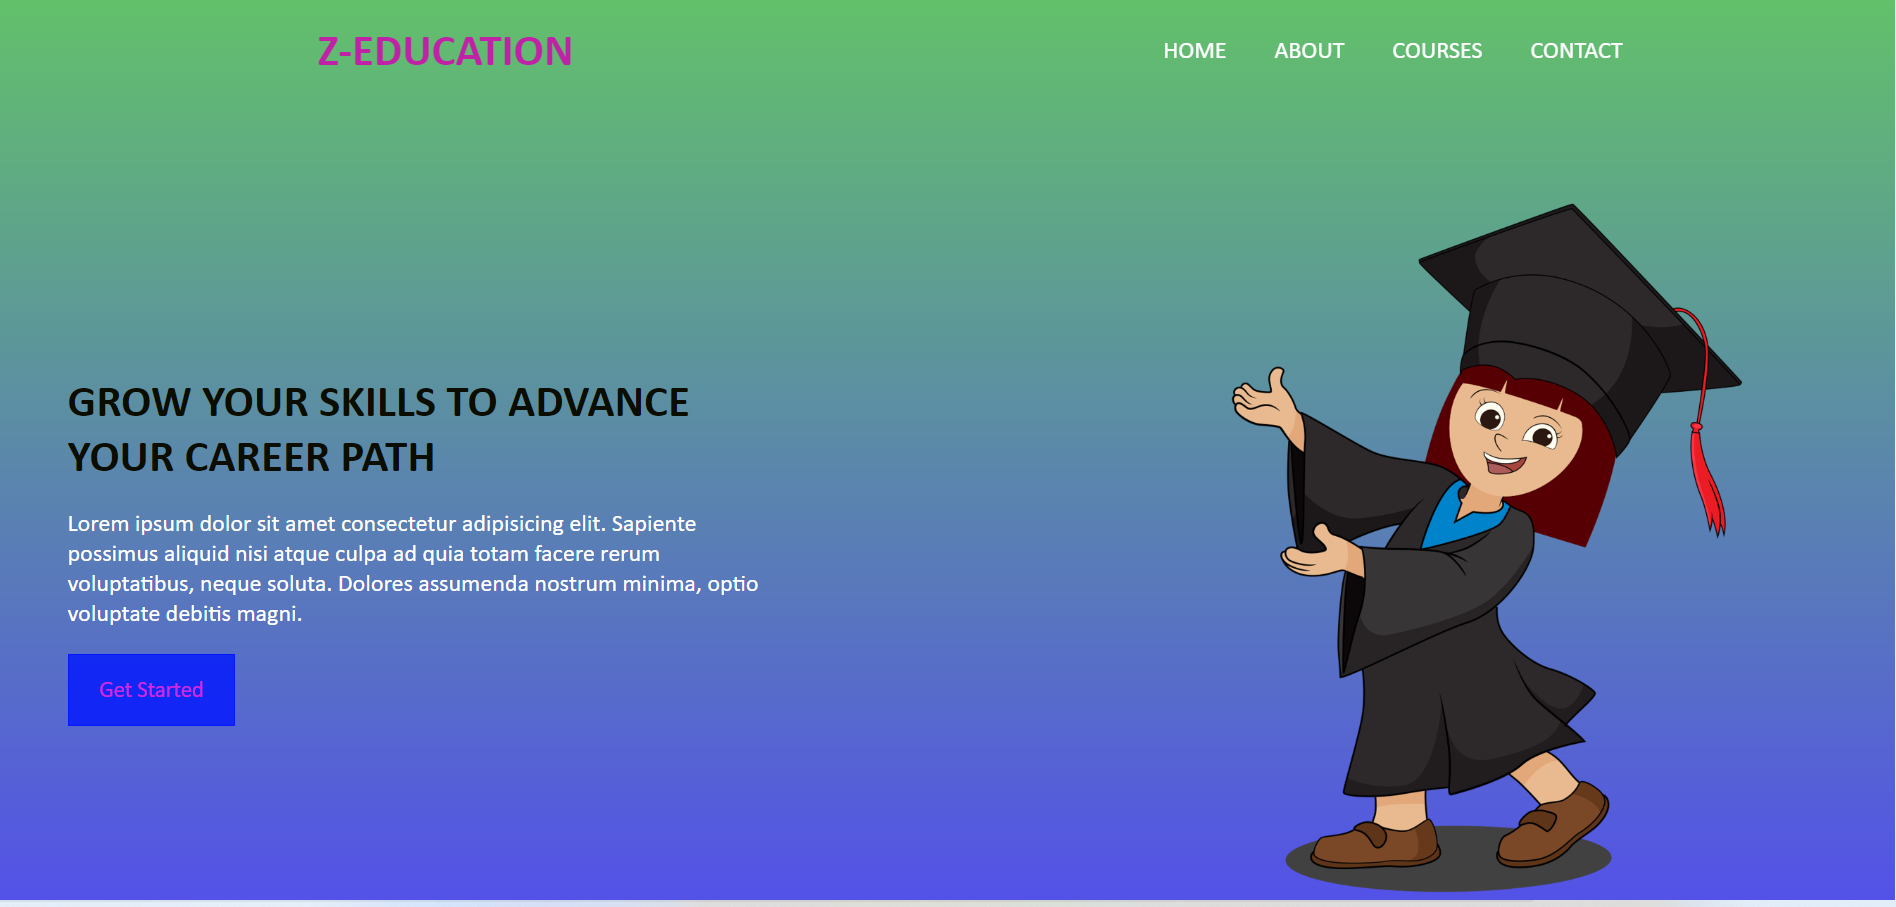 Z-EDUCATION
HOME ABOUT COURSES CONTACT
GROW YOUR SKILLS TO ADVANCE
YOUR CAREER PATH
Lorem ipsum dolor sit amet consectetur adipisicing elit. Sapiente
possimus aliquid nisi atque culpa ad quia totam facere rerum
voluptatibus, neque soluta. Dolores assumenda nostrum minima, optio
voluptate debitis magni.
Get Started